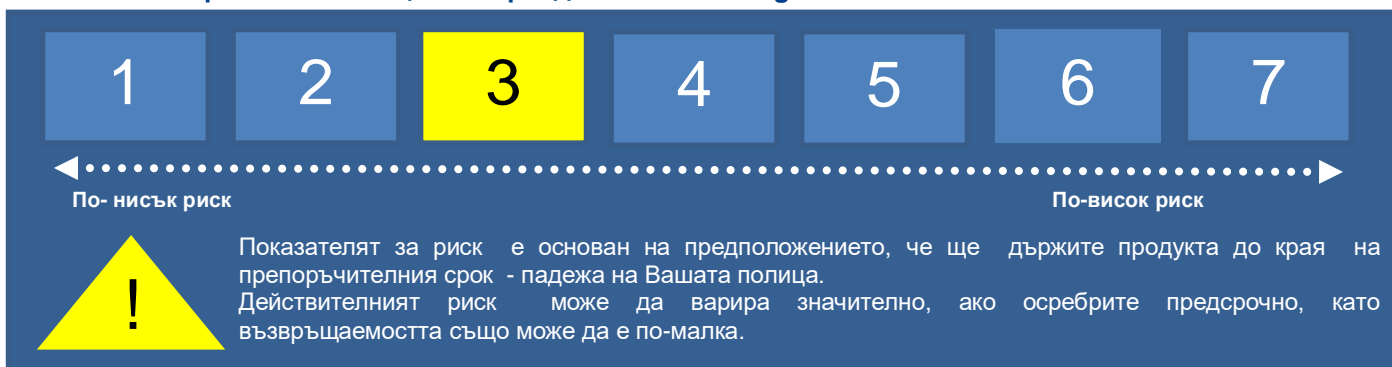 1 2 3 4 5 6 7
По- нисък риск По-висок риск
! Показателят за риск е основан на предположението, че ще държите продукта до края на
препоръчителния срок - падежа на Вашата полица.
Действителният риск може да варира значително, ако осребрите предсрочно, като
възвръщаемостта също може да е по-малка.